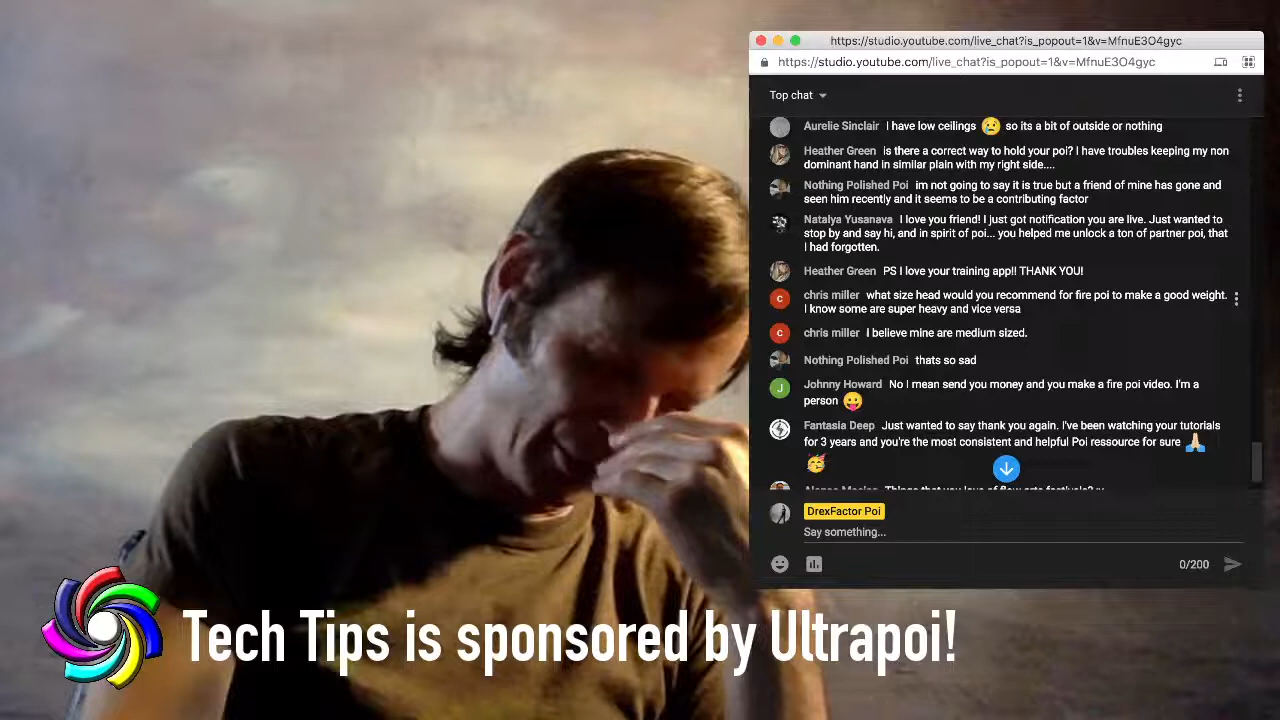 https://studio.youtube.com/live_chat?is_popout=1&v=MfnuE3O4gyc
https://studio.youtube.com/live_chat?is_popout=1&v=MfnuE3O4gyc
Top chat
Aurelie Sinclair I have low ceilings 😢 so its a bit of outside or nothing
Heather Green is there a correct way to hold your poi? I have troubles keeping my non
dominant hand in similar plain with my right side....
Nothing Polished Poi im not going to say it is true but a friend of mine has gone and
seen him recently and it seems to be a contributing factor
Natalya Yusanava I love you friend! I just got notification you are live. Just wanted to
stop by and say hi, and in spirit of poi... you helped me unlock a ton of partner poi, that
I had forgotten.
Heather Green PS I love your training app!! THANK YOU!
C chris miller what size head would you recommend for fire poi to make a good weight.
I know some are super heavy and vice versa
C chris miller I believe mine are medium sized.
Nothing Polished Poi thats so sad
J Johnny Howard No I mean send you money and you make a fire poi video. I'm a
person 😛
Fantasia Deep Just wanted to say thank you again. I've been watching your tutorials
for 3 years and you're the most consistent and helpful Poi ressource for sure 🙏
🥳
Things that you love of flow arts festivals?
DrexFactor Poi
Say something...
0/200
Tech Tips is sponsored by Ultrapoi!